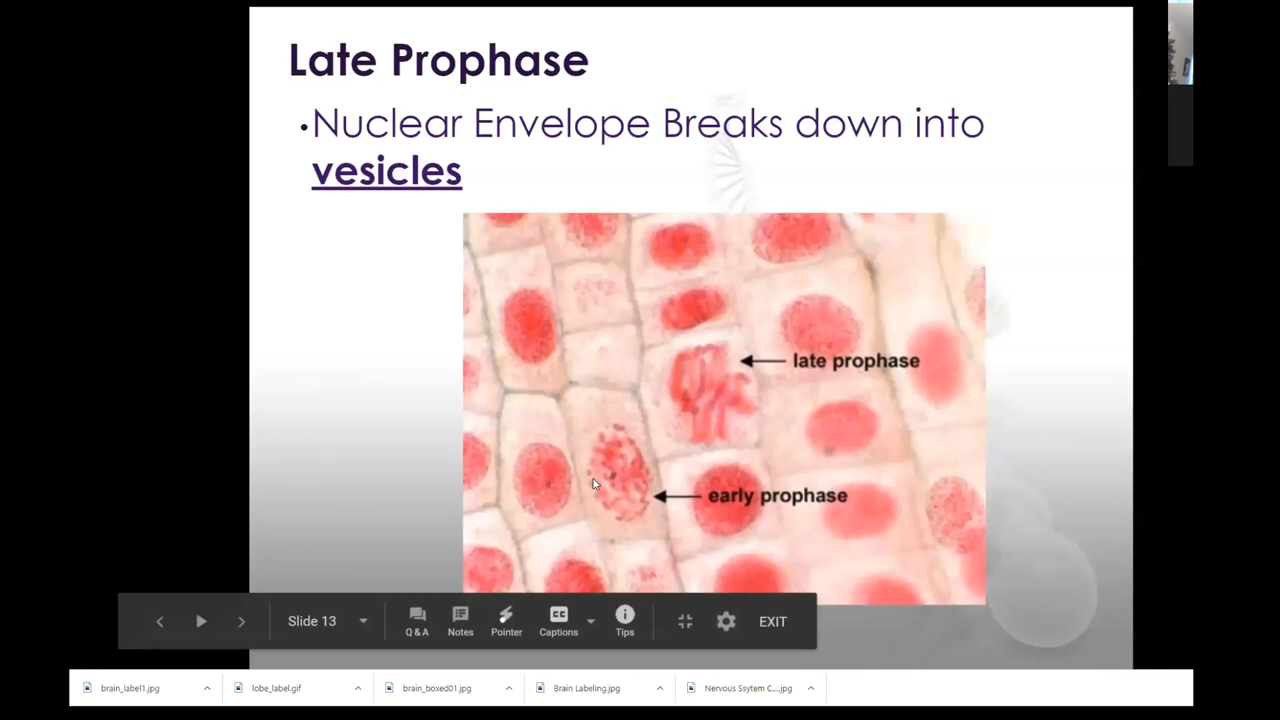 Late Prophase
•Nuclear Envelope Breaks down into
vesicles
late prophase
early prophase
Slide 13
Q & A
Notes
Pointer
Captions
Tips
EXIT
brain_label1.jpg
lobe_label.gif
brain_boxed01.jpg
Brain Labeling.jpg
Nervous Ssytem C....jpg